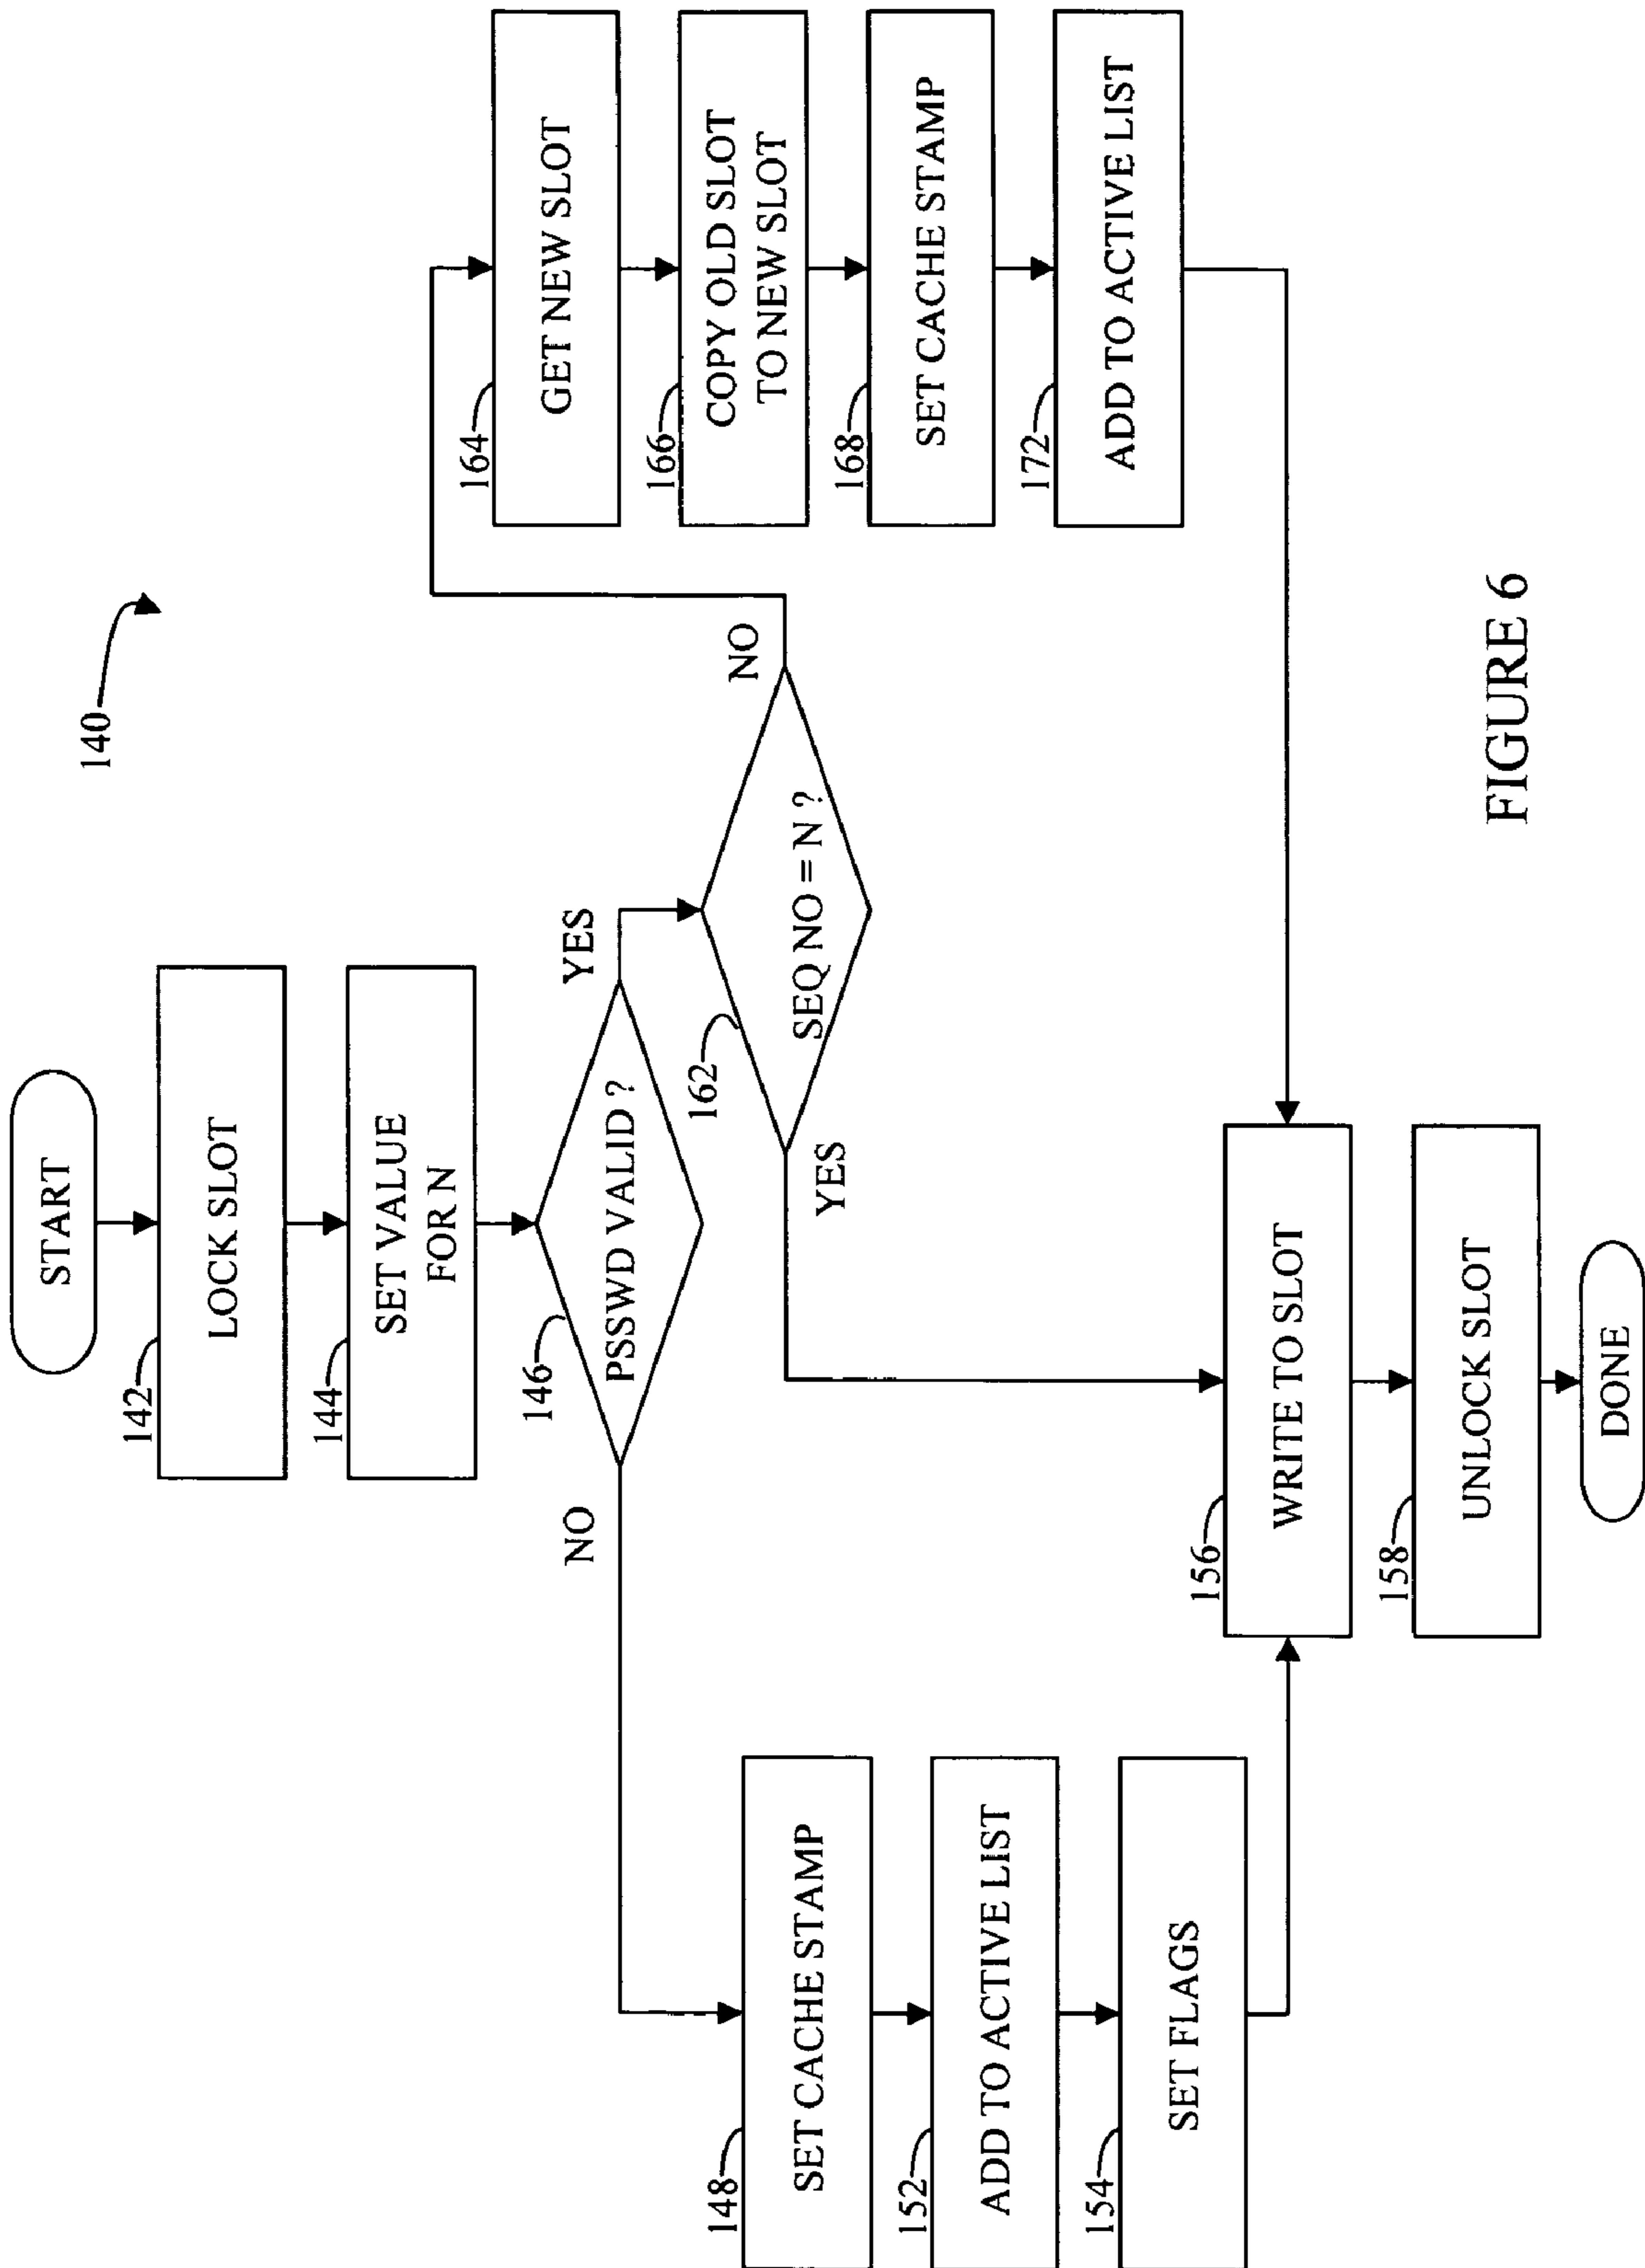 140
START
142
LOCK SLOT
144
SET VALUE
FOR N
146
PSSWD VALID ?
NO
YES
162
SEQ NO = N ?
YES
NO
148
SET CACHE STAMP
152
ADD TO ACTIVE LIST
154
SET FLAGS
164
GET NEW SLOT
166
COPY OLD SLOT
TO NEW SLOT
168
SET CACHE STAMP
172
ADD TO ACTIVE LIST
156
WRITE TO SLOT
158
UNLOCK SLOT
DONE
FIGURE 6